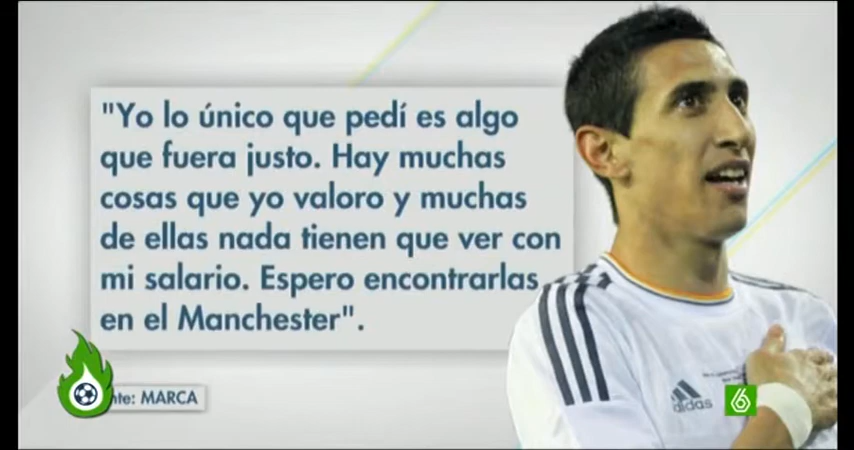 "Yo lo único que pedí es algo
que fuera justo. Hay muchas
cosas que yo valoro y muchas
de ellas nada tienen que ver con
mi salario. Espero encontrarlas
en el Manchester".
nte: MARCA
adidas
6